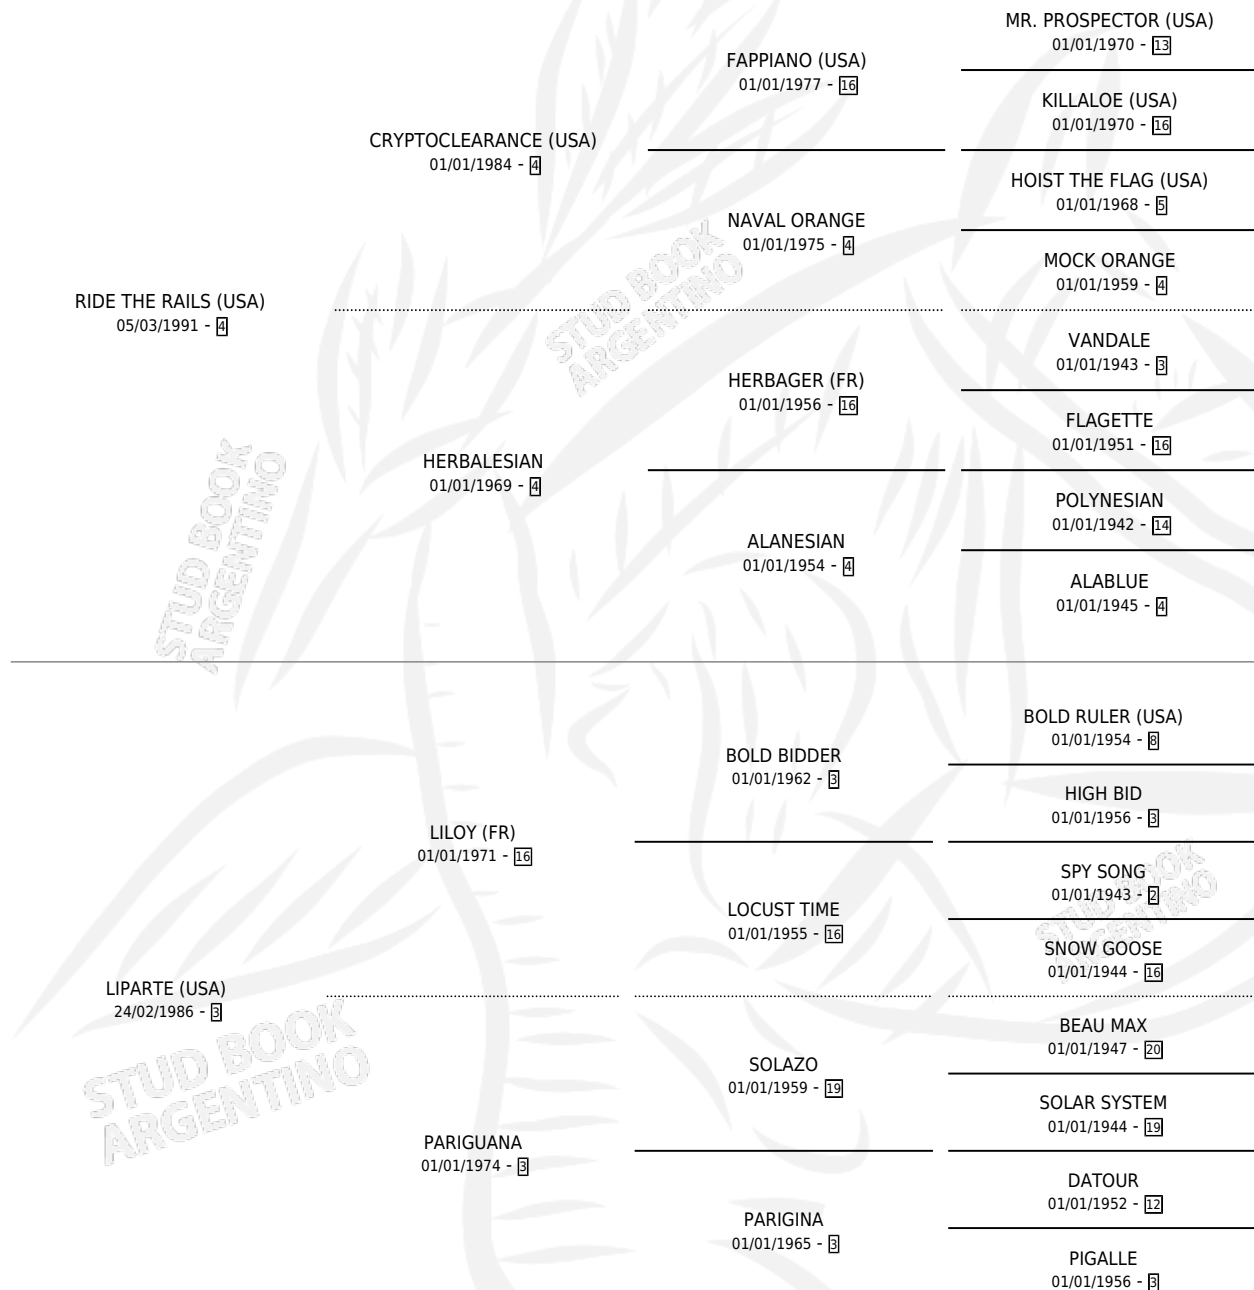 MR. PROSPECTOR (USA)
01/01/1970 - 13
FAPPIANO (USA)
01/01/1977 - 16
KILLALOE (USA)
01/01/1970 - 16
CRYPTOCLEARANCE (USA)
01/01/1984 - 4
HOIST THE FLAG (USA)
01/01/1968 - 5
NAVAL ORANGE
01/01/1975 - 4
MOCK ORANGE
01/01/1959 - 4
RIDE THE RAILS (USA)
05/03/1991 - 4
VANDALE
01/01/1943 - 3
HERBAGER (FR)
01/01/1956 - 16
FLAGETTE
01/01/1951 - 16
HERBALESIAN
01/01/1969 - 4
POLYNESIAN
01/01/1942 - 14
ALANESIAN
01/01/1954 - 4
ALABLUE
01/01/1945 - 4
BOLD RULER (USA)
01/01/1954 - 8
BOLD BIDDER
01/01/1962 - 3
HIGH BID
01/01/1956 - 3
LILOY (FR)
01/01/1971 - 16
SPY SONG
01/01/1943 - 2
LOCUST TIME
01/01/1955 - 16
SNOW GOOSE
01/01/1944 - 16
LIPARTE (USA)
24/02/1986 - 3
BEAU MAX
01/01/1947 - 20
SOLAZO
01/01/1959 - 19
SOLAR SYSTEM
01/01/1944 - 19
PARIGUANA
01/01/1974 - 3
DATOUR
01/01/1952 - 12
PARIGINA
01/01/1965 - 3
PIGALLE
01/01/1956 - 3
STUD BOOK
ARGENTINO
STUD BOOK
ARGENTINO
STUD BOOK
ARGENTINO
STUD BOOK
ARGENTINO